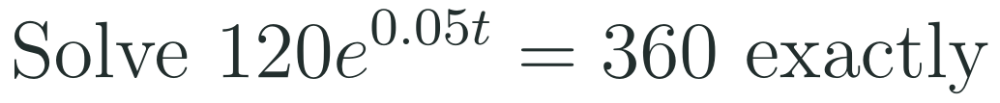 Solve $120e^{0.05t} = 360$ exactly